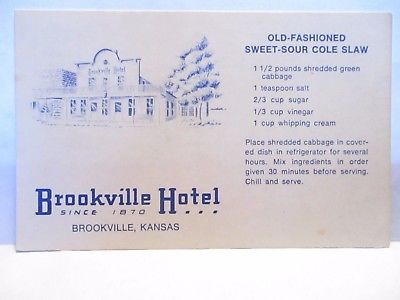 Brookville Hotel
OLD-FASHIONED
SWEET-SOUR COLE SLAW
1 1/2 pounds shredded green
cabbage
1 teaspoon salt
2/3 cup sugar
1/3 cup vinegar
1 cup whipping cream
Place shredded cabbage in cover-
ed dish in refrigerator for several
hours. Mix ingredients in order
given 30 minutes before serving.
Chill and serve.
Brookville Hotel
SINCE 1870 ...
BROOKVILLE, KANSAS